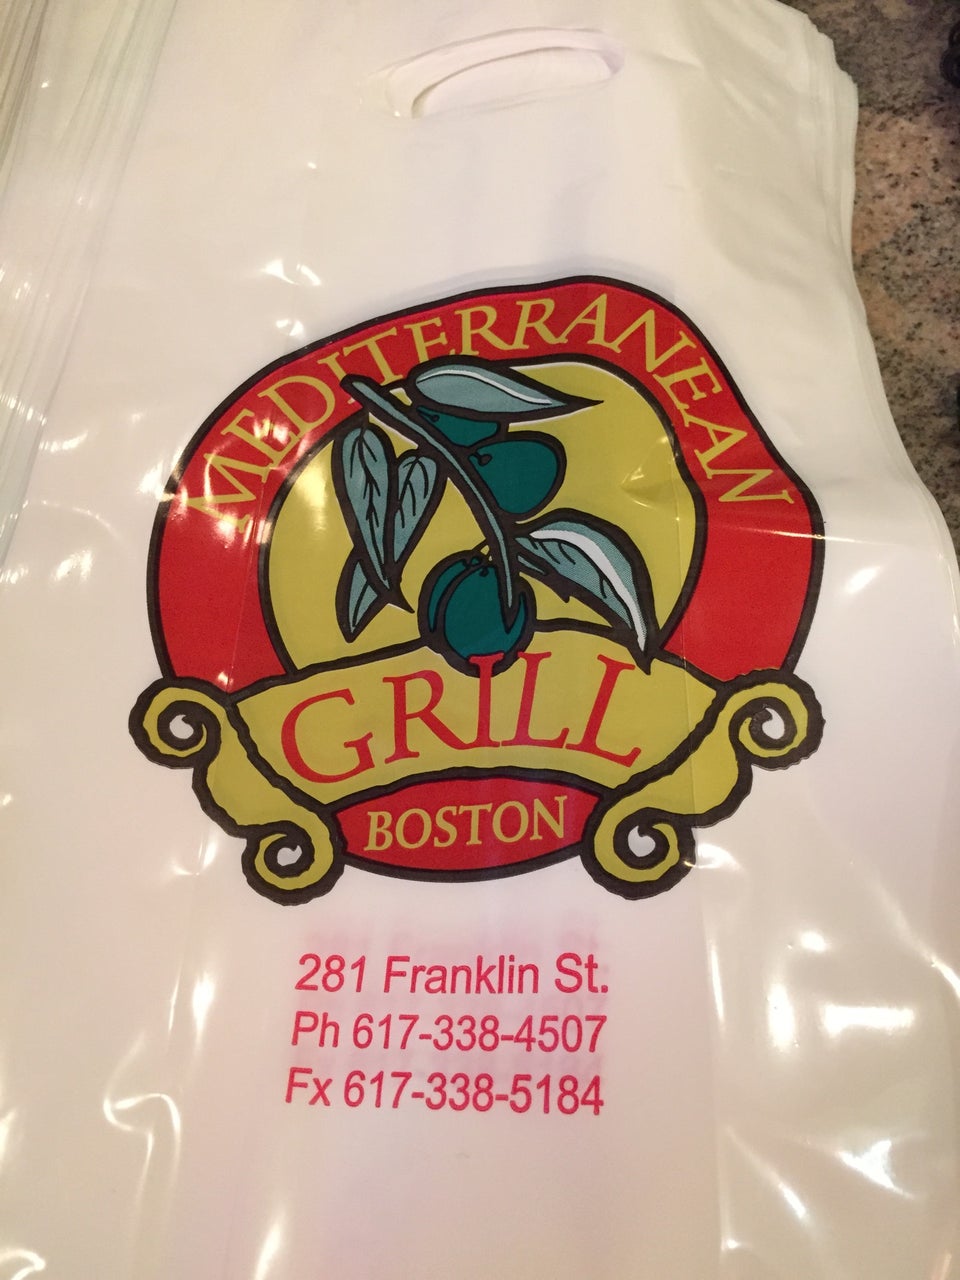 MEDITERRANEAN
GRILL
BOSTON
281 Franklin St.
Ph 617-338-4507
Fx 617-338-5184